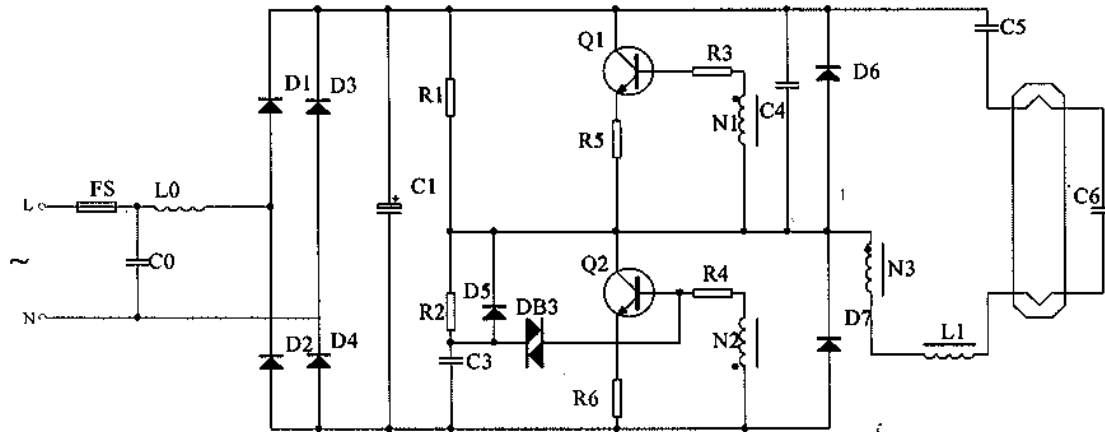 C5
Q1
R3
D1
D3
D6
R1
N1
C4
R5
FS
L0
C1
L
C6
~
C0
Q2
R4
N3
N
R2
D5
DB3
D2
D4
N2
D7
L1
C3
R6